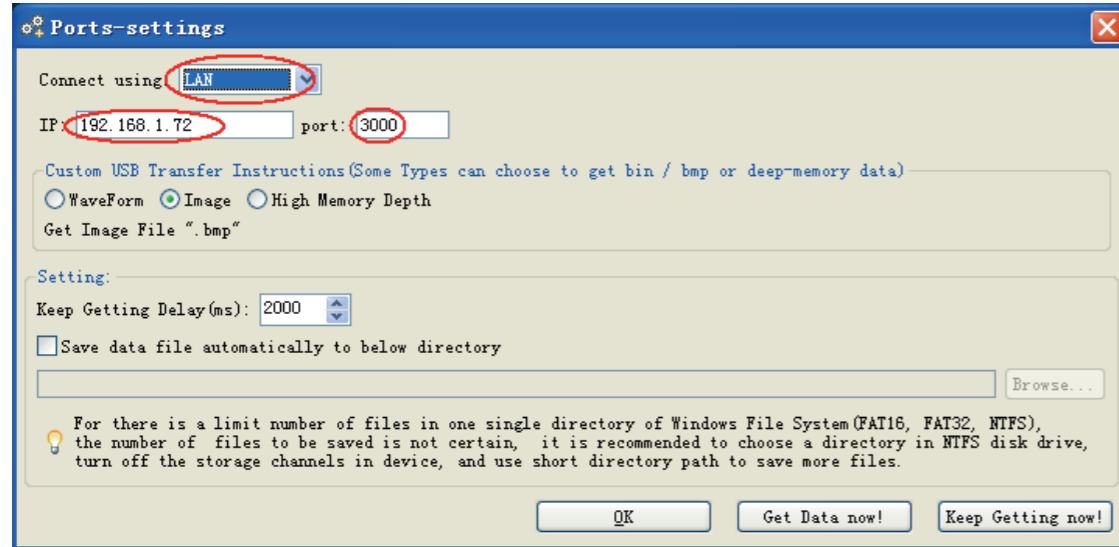 Ports-settings
Connect using: LAN
IP: 192.168.1.72 port: 3000
Custom USB Transfer Instructions(Some Types can choose to get bin / bmp or deep-memory data)
WaveForm Image High Memory Depth
Get Image File ".bmp"
Setting:
Keep Getting Delay(ms): 2000
Save data file automatically to below directory
Browse...
For there is a limit number of files in one single directory of Windows File System(FAT16, FAT32, NTFS),
the number of files to be saved is not certain, it is recommended to choose a directory in NTFS disk drive,
turn off the storage channels in device, and use short directory path to save more files.
OK Get Data now! Keep Getting now!